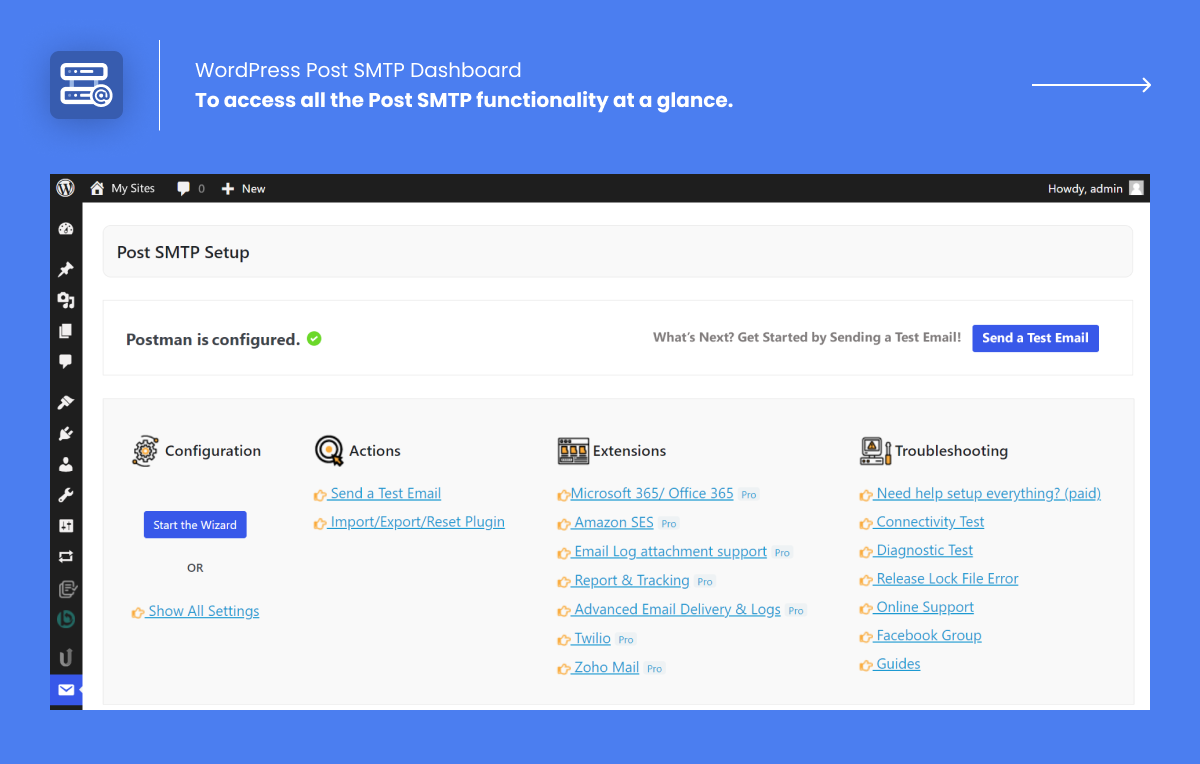 WordPress Post SMTP Dashboard
To access all the Post SMTP functionality at a glance.
My Sites 0 New Howdy, admin
Post SMTP Setup
Postman is configured.
What's Next? Get Started by Sending a Test Email! Send a Test Email
Configuration
Start the Wizard
OR
Show All Settings
Actions
Send a Test Email
Import/Export/Reset Plugin
Extensions
Microsoft 365/ Office 365 Pro
Amazon SES Pro
Email Log attachment support Pro
Report & Tracking Pro
Advanced Email Delivery & Logs Pro
Twilio Pro
Zoho Mail Pro
Troubleshooting
Need help setup everything? (paid)
Connectivity Test
Diagnostic Test
Release Lock File Error
Online Support
Facebook Group
Guides